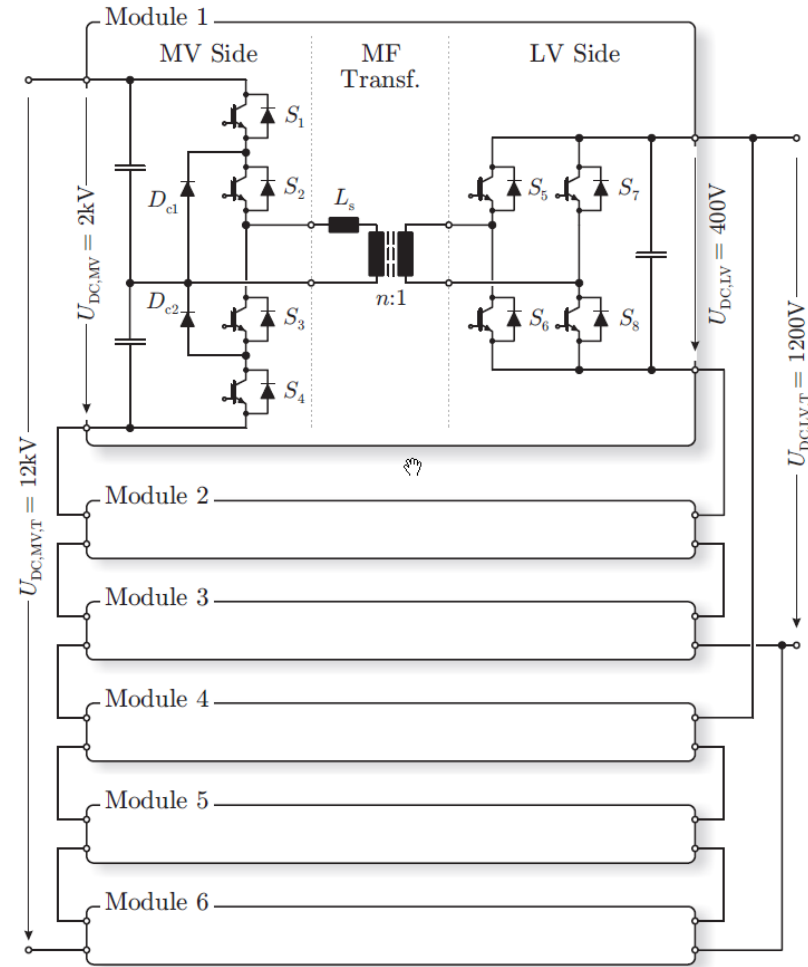 Module 1
MV Side
MF
Transf.
LV Side
S1
S2
Dc1
Ls
S5
S7
UDC,MV = 2kV
UDC,LV = 400V
n:1
Dc2
S3
S6
S8
S4
UDC,MV,T = 12kV
UDC,LV,T = 1200V
Module 2
Module 3
Module 4
Module 5
Module 6